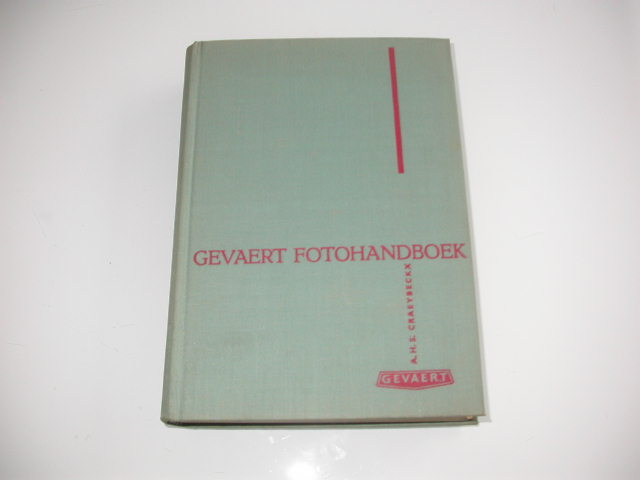 GEVAERT FOTOHANDBOEK
A.H.S. CRAEYBECKX
GEVAERT